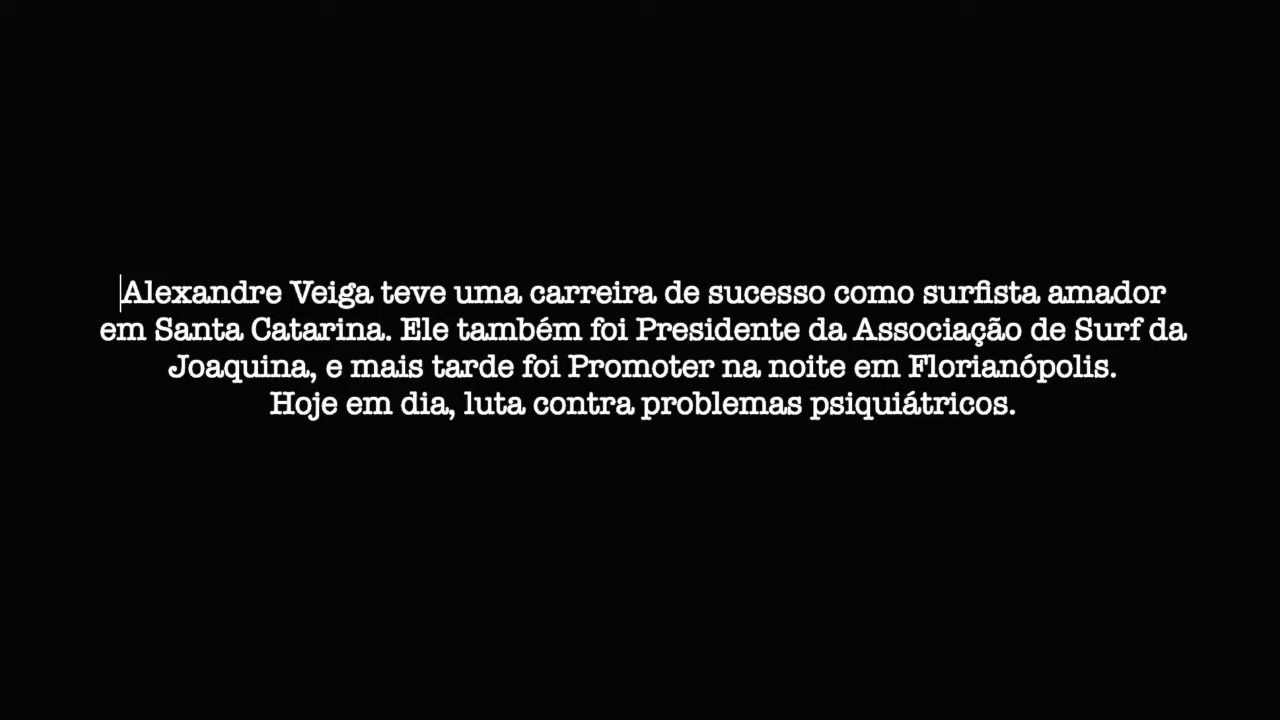 Alexandre Veiga teve uma carreira de sucesso como surfista amador
em Santa Catarina. Ele também foi Presidente da Associação de Surf da
Joaquina, e mais tarde foi Promoter na noite em Florianópolis.
Hoje em dia, luta contra problemas psiquiátricos.